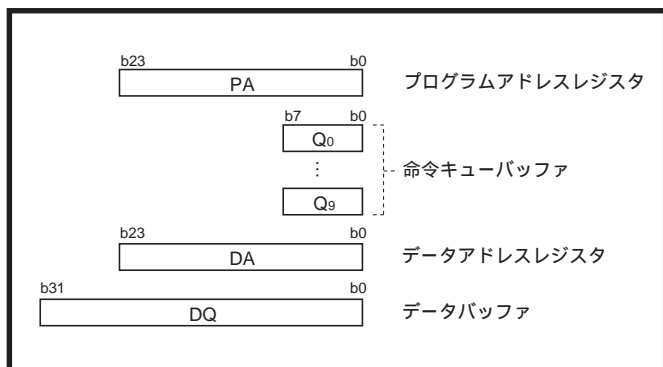 b23 b0
PA プログラムアドレスレジスタ
b7 b0
Q0
⋮ 命令キューバッファ
Q9
b23 b0
DA データアドレスレジスタ
b31 b0
DQ データバッファ